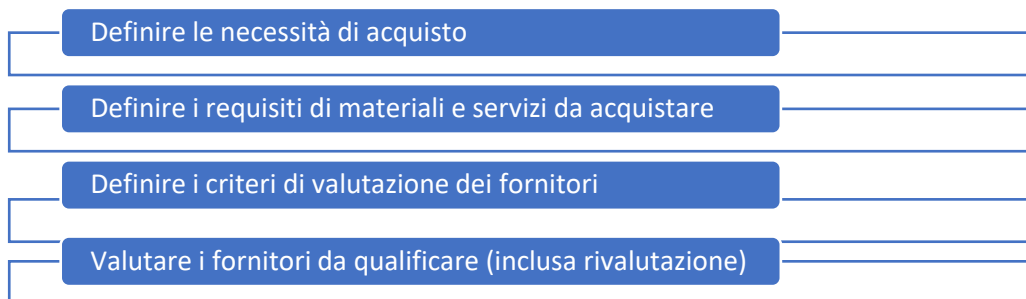 Definire le necessità di acquisto
Definire i requisiti di materiali e servizi da acquistare
Definire i criteri di valutazione dei fornitori
Valutare i fornitori da qualificare (inclusa rivalutazione)